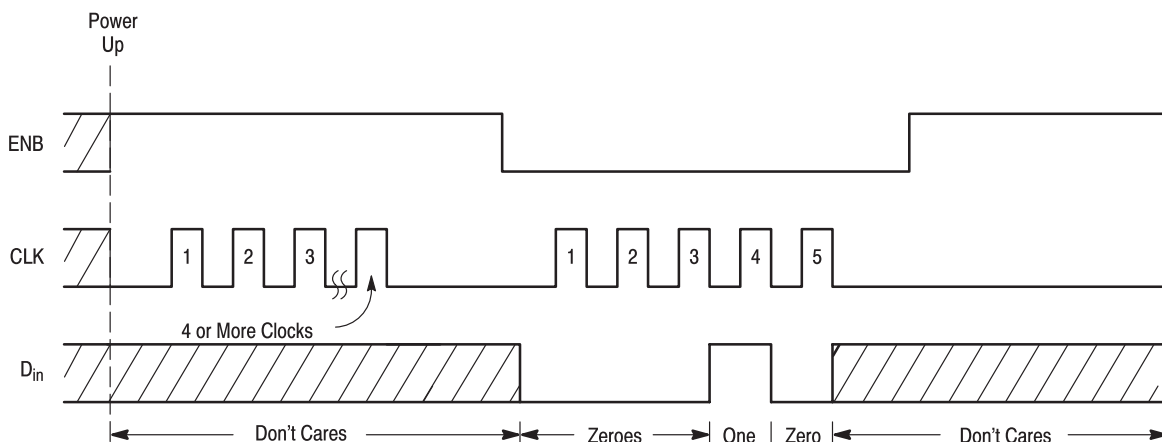 Power
Up
ENB
CLK
1 2 3 1 2 3 4 5
4 or More Clocks
Din
Don't Cares Zeroes One Zero Don't Cares